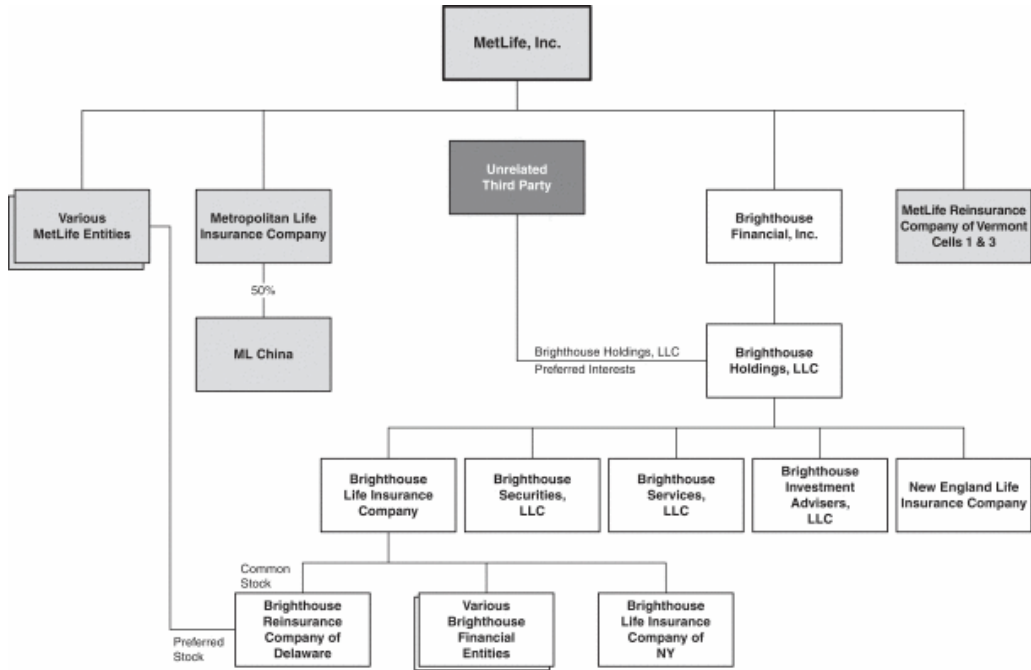 MetLife, Inc.
Unrelated
Third Party
Various
MetLife Entities
Metropolitan Life
Insurance Company
Brighthouse
Financial, Inc.
MetLife Reinsurance
Company of Vermont
Cells 1 & 3
50%
ML China
Brighthouse Holdings, LLC
Preferred Interests
Brighthouse
Holdings, LLC
Brighthouse
Life Insurance
Company
Brighthouse
Securities,
LLC
Brighthouse
Services,
LLC
Brighthouse
Investment
Advisers,
LLC
New England Life
Insurance Company
Common
Stock
Preferred
Stock
Brighthouse
Reinsurance
Company of
Delaware
Various
Brighthouse
Financial
Entities
Brighthouse
Life Insurance
Company of
NY